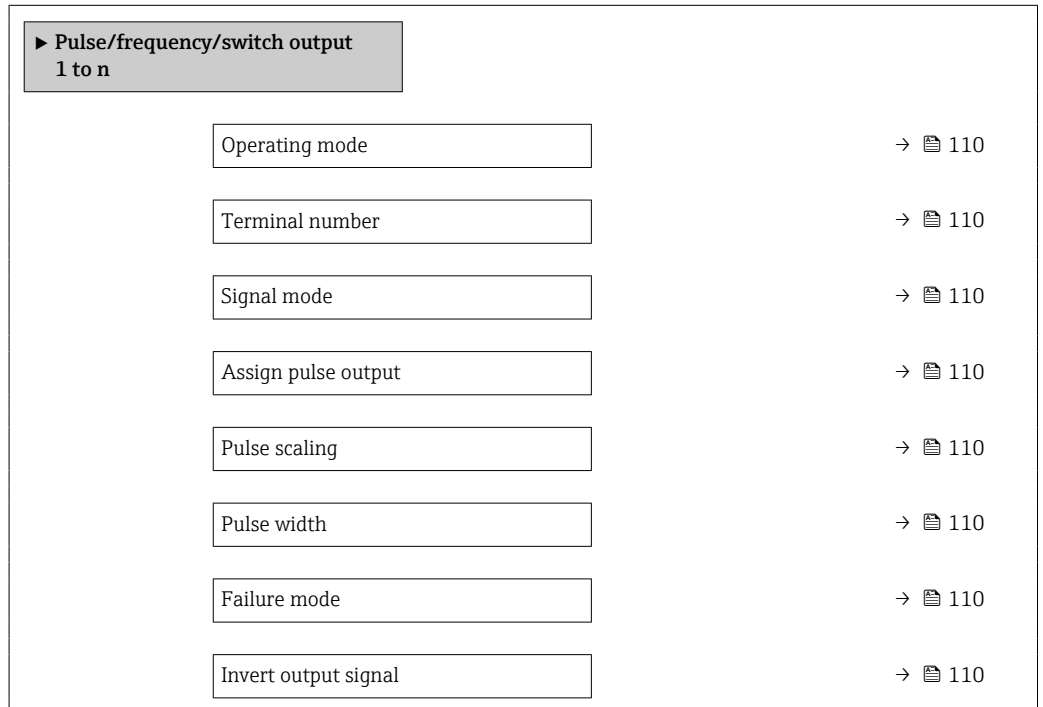 ▶ Pulse/frequency/switch output
1 to n
Operating mode → 110
Terminal number → 110
Signal mode → 110
Assign pulse output → 110
Pulse scaling → 110
Pulse width → 110
Failure mode → 110
Invert output signal → 110